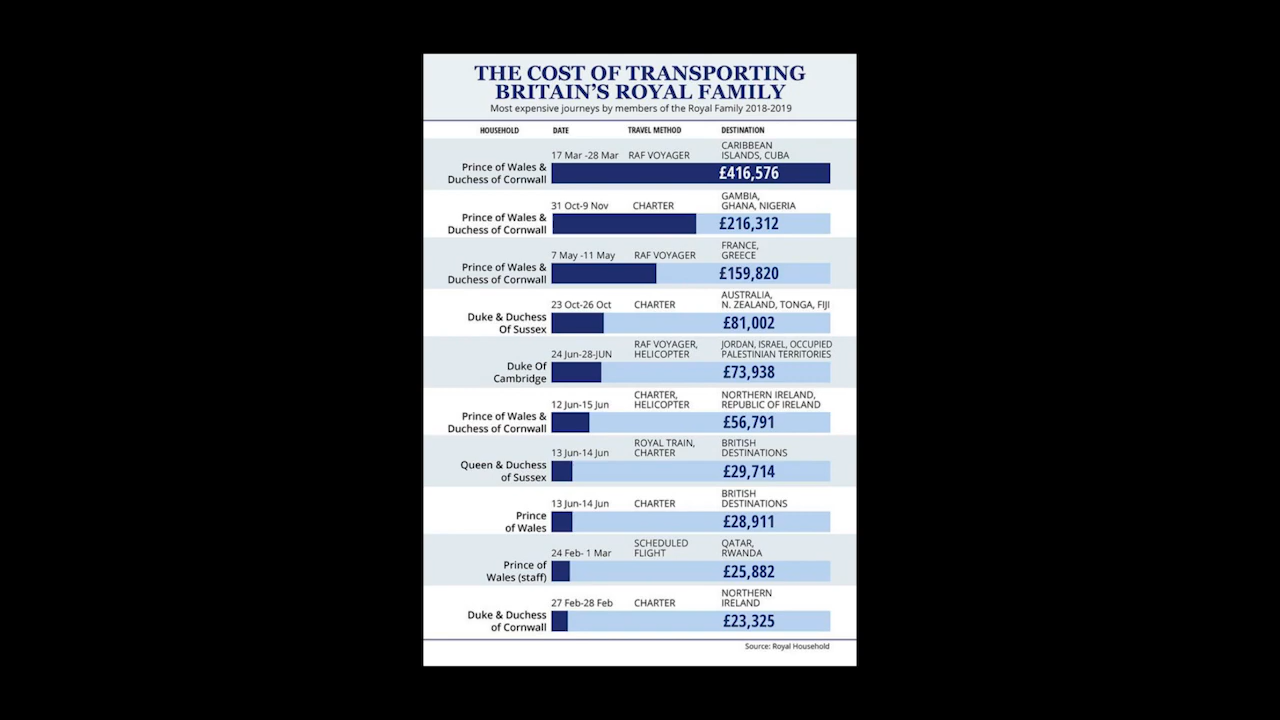 THE COST OF TRANSPORTING
BRITAIN'S ROYAL FAMILY
Most expensive journeys by members of the Royal Family 2018-2019
HOUSEHOLD DATE TRAVEL METHOD DESTINATION
CARIBBEAN
17 Mar -28 Mar RAF VOYAGER ISLANDS, CUBA
Prince of Wales &
Duchess of Cornwall
£416,576
GAMBIA,
31 Oct-9 Nov CHARTER GHANA, NIGERIA
Prince of Wales &
Duchess of Cornwall
£216,312
FRANCE,
7 May -11 May RAF VOYAGER GREECE
Prince of Wales &
Duchess of Cornwall
£159,820
AUSTRALIA,
23 Oct-26 Oct CHARTER N. ZEALAND, TONGA, FIJI
Duke & Duchess
Of Sussex
£81,002
RAF VOYAGER, JORDAN, ISRAEL, OCCUPIED
24 Jun-28-JUN HELICOPTER PALESTINIAN TERRITORIES
Duke Of
Cambridge
£73,938
CHARTER, NORTHERN IRELAND,
12 Jun-15 Jun HELICOPTER REPUBLIC OF IRELAND
Prince of Wales &
Duchess of Cornwall
£56,791
ROYAL TRAIN, BRITISH
13 Jun-14 Jun CHARTER DESTINATIONS
Queen & Duchess
of Sussex
£29,714
BRITISH
13 Jun-14 Jun CHARTER DESTINATIONS
Prince
of Wales
£28,911
SCHEDULED QATAR,
24 Feb- 1 Mar FLIGHT RWANDA
Prince of
Wales (staff)
£25,882
NORTHERN
27 Feb-28 Feb CHARTER IRELAND
Duke & Duchess
of Cornwall
£23,325
Source: Royal Household